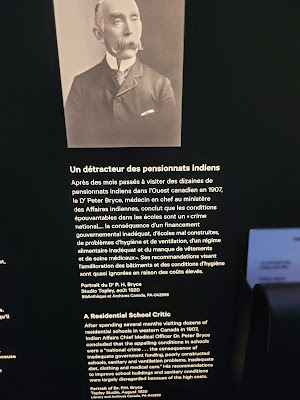 Un détracteur des pensionnats indiens
Après des mois passés à visiter des dizaines de
pensionnats indiens dans l'Ouest canadien en 1907,
le Dr Peter Bryce, médecin en chef au ministère
des Affaires indiennes, conclut que les conditions
épouvantables dans les écoles sont un « crime
national... la conséquence d'un financement
gouvernemental inadéquat, d'écoles mal construites,
de problèmes d'hygiène et de ventilation, d'un régime
alimentaire inadéquat et du manque de vêtements
et de soins médicaux». Ses recommandations visant
l'amélioration des bâtiments et des conditions d'hygiène
sont quasi ignorées en raison des coûts élevés.
Portrait de Dr P. H. Bryce
Studio Topley, août 1920
Bibliothèque et Archives Canada, PA-042966
A Residential School Critic
After spending several months visiting dozens of
residential schools in western Canada in 1907,
Indian Affairs Chief Medical Officer Dr. Peter Bryce
concluded that the appalling conditions in schools
were a "national crime ... the consequence of
inadequate government funding, poorly constructed
schools, sanitary and ventilation problems, inadequate
diet, clothing and medical care." His recommendations
to improve school buildings and sanitary conditions
were largely disregarded because of the high costs.
Portrait of Dr. P.H. Bryce
Topley Studio, August 1920
Library and Archives Canada, PA-042966